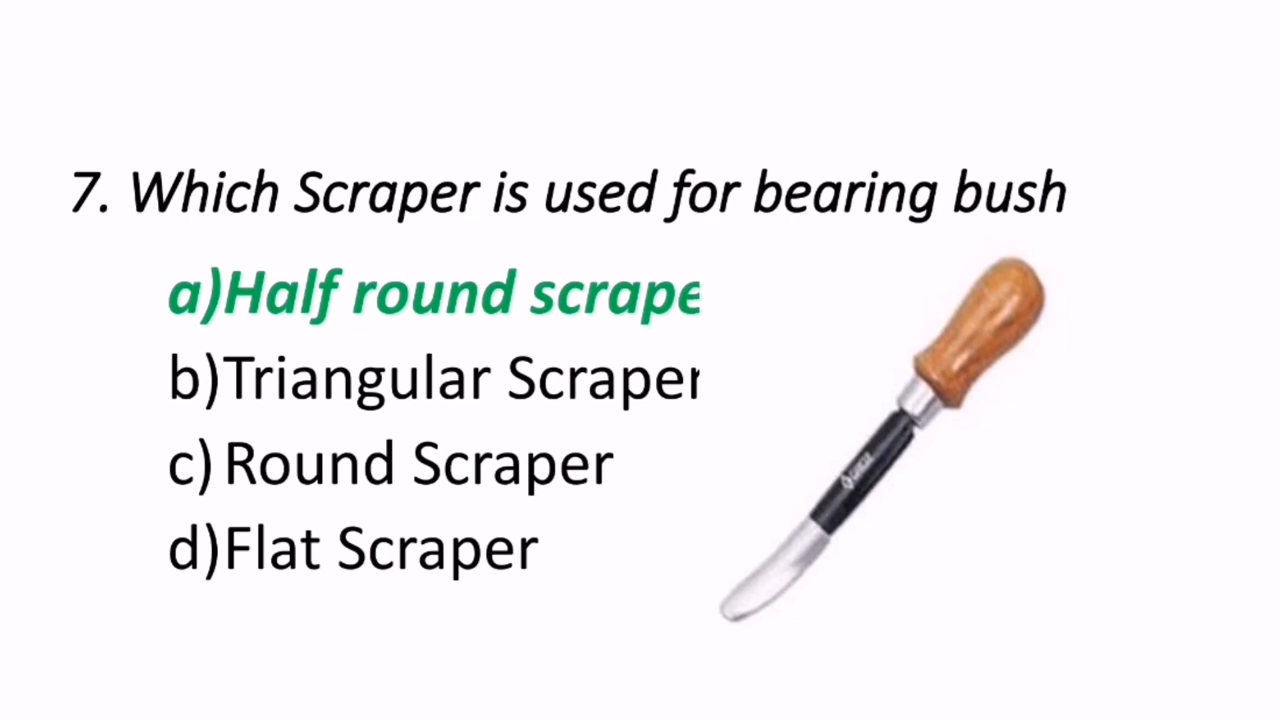 7. Which Scraper is used for bearing bush
a)Half round scrape
b)Triangular Scraper
c) Round Scraper
d)Flat Scraper